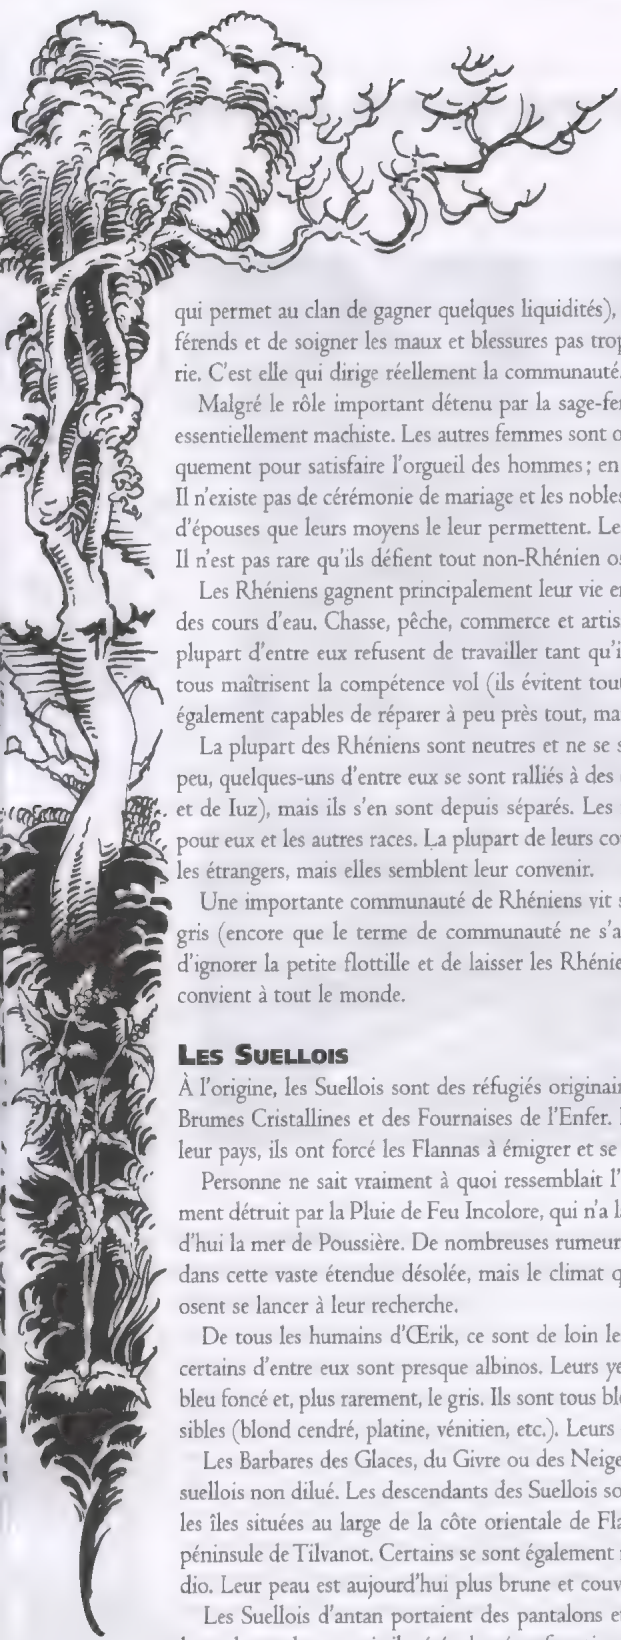 qui permet au clan de gagner quelques liquidités),
férends et de soigner les maux et blessures pas trop
rie. C'est elle qui dirige réellement la communauté.
Malgré le rôle important détenu par la sage-fe
essentiellement machiste. Les autres femmes sont o
quement pour satisfaire l'orgueil des hommes ; en
Il n'existe pas de cérémonie de mariage et les nobles
d'épouses que leurs moyens le leur permettent. Le
Il n'est pas rare qu'ils défient tout non-Rhénien o
Les Rhéniens gagnent principalement leur vie e
des cours d'eau. Chasse, pêche, commerce et artis
plupart d'entre eux refusent de travailler tant qu'i
tous maîtrisent la compétence vol (ils évitent tout
également capables de réparer à peu près tout, ma
La plupart des Rhéniens sont neutres et ne se s
peu, quelques-uns d'entre eux se sont ralliés à des
et de Iuz), mais ils s'en sont depuis séparés. Les
pour eux et les autres races. La plupart de leurs co
les étrangers, mais elles semblent leur convenir.
Une importante communauté de Rhéniens vit s
gris (encore que le terme de communauté ne s'a
d'ignorer la petite flottille et de laisser les Rhénie
convient à tout le monde.
LES SUELLOIS
À l'origine, les Suellois sont des réfugiés originair
Brumes Cristallines et des Fournaises de l'Enfer.
leur pays, ils ont forcé les Flannas à émigrer et se
Personne ne sait vraiment à quoi ressemblait l'
ment détruit par la Pluie de Feu Incolore, qui n'a l
d'hui la mer de Poussière. De nombreuses rumeur
dans cette vaste étendue désolée, mais le climat q
osent se lancer à leur recherche.
De tous les humains d'Œrik, ce sont de loin le
certains d'entre eux sont presque albinos. Leurs ye
bleu foncé et, plus rarement, le gris. Ils sont tous blo
sibles (blond cendré, platine, vénitien, etc.). Leurs
Les Barbares des Glaces, du Givre ou des Neige
suellois non dilué. Les descendants des Suellois so
les îles situées au large de la côte orientale de Fla
péninsule de Tilvanot. Certains se sont également
dio. Leur peau est aujourd'hui plus brune et couv
Les Suellois d'antan portaient des pantalons et